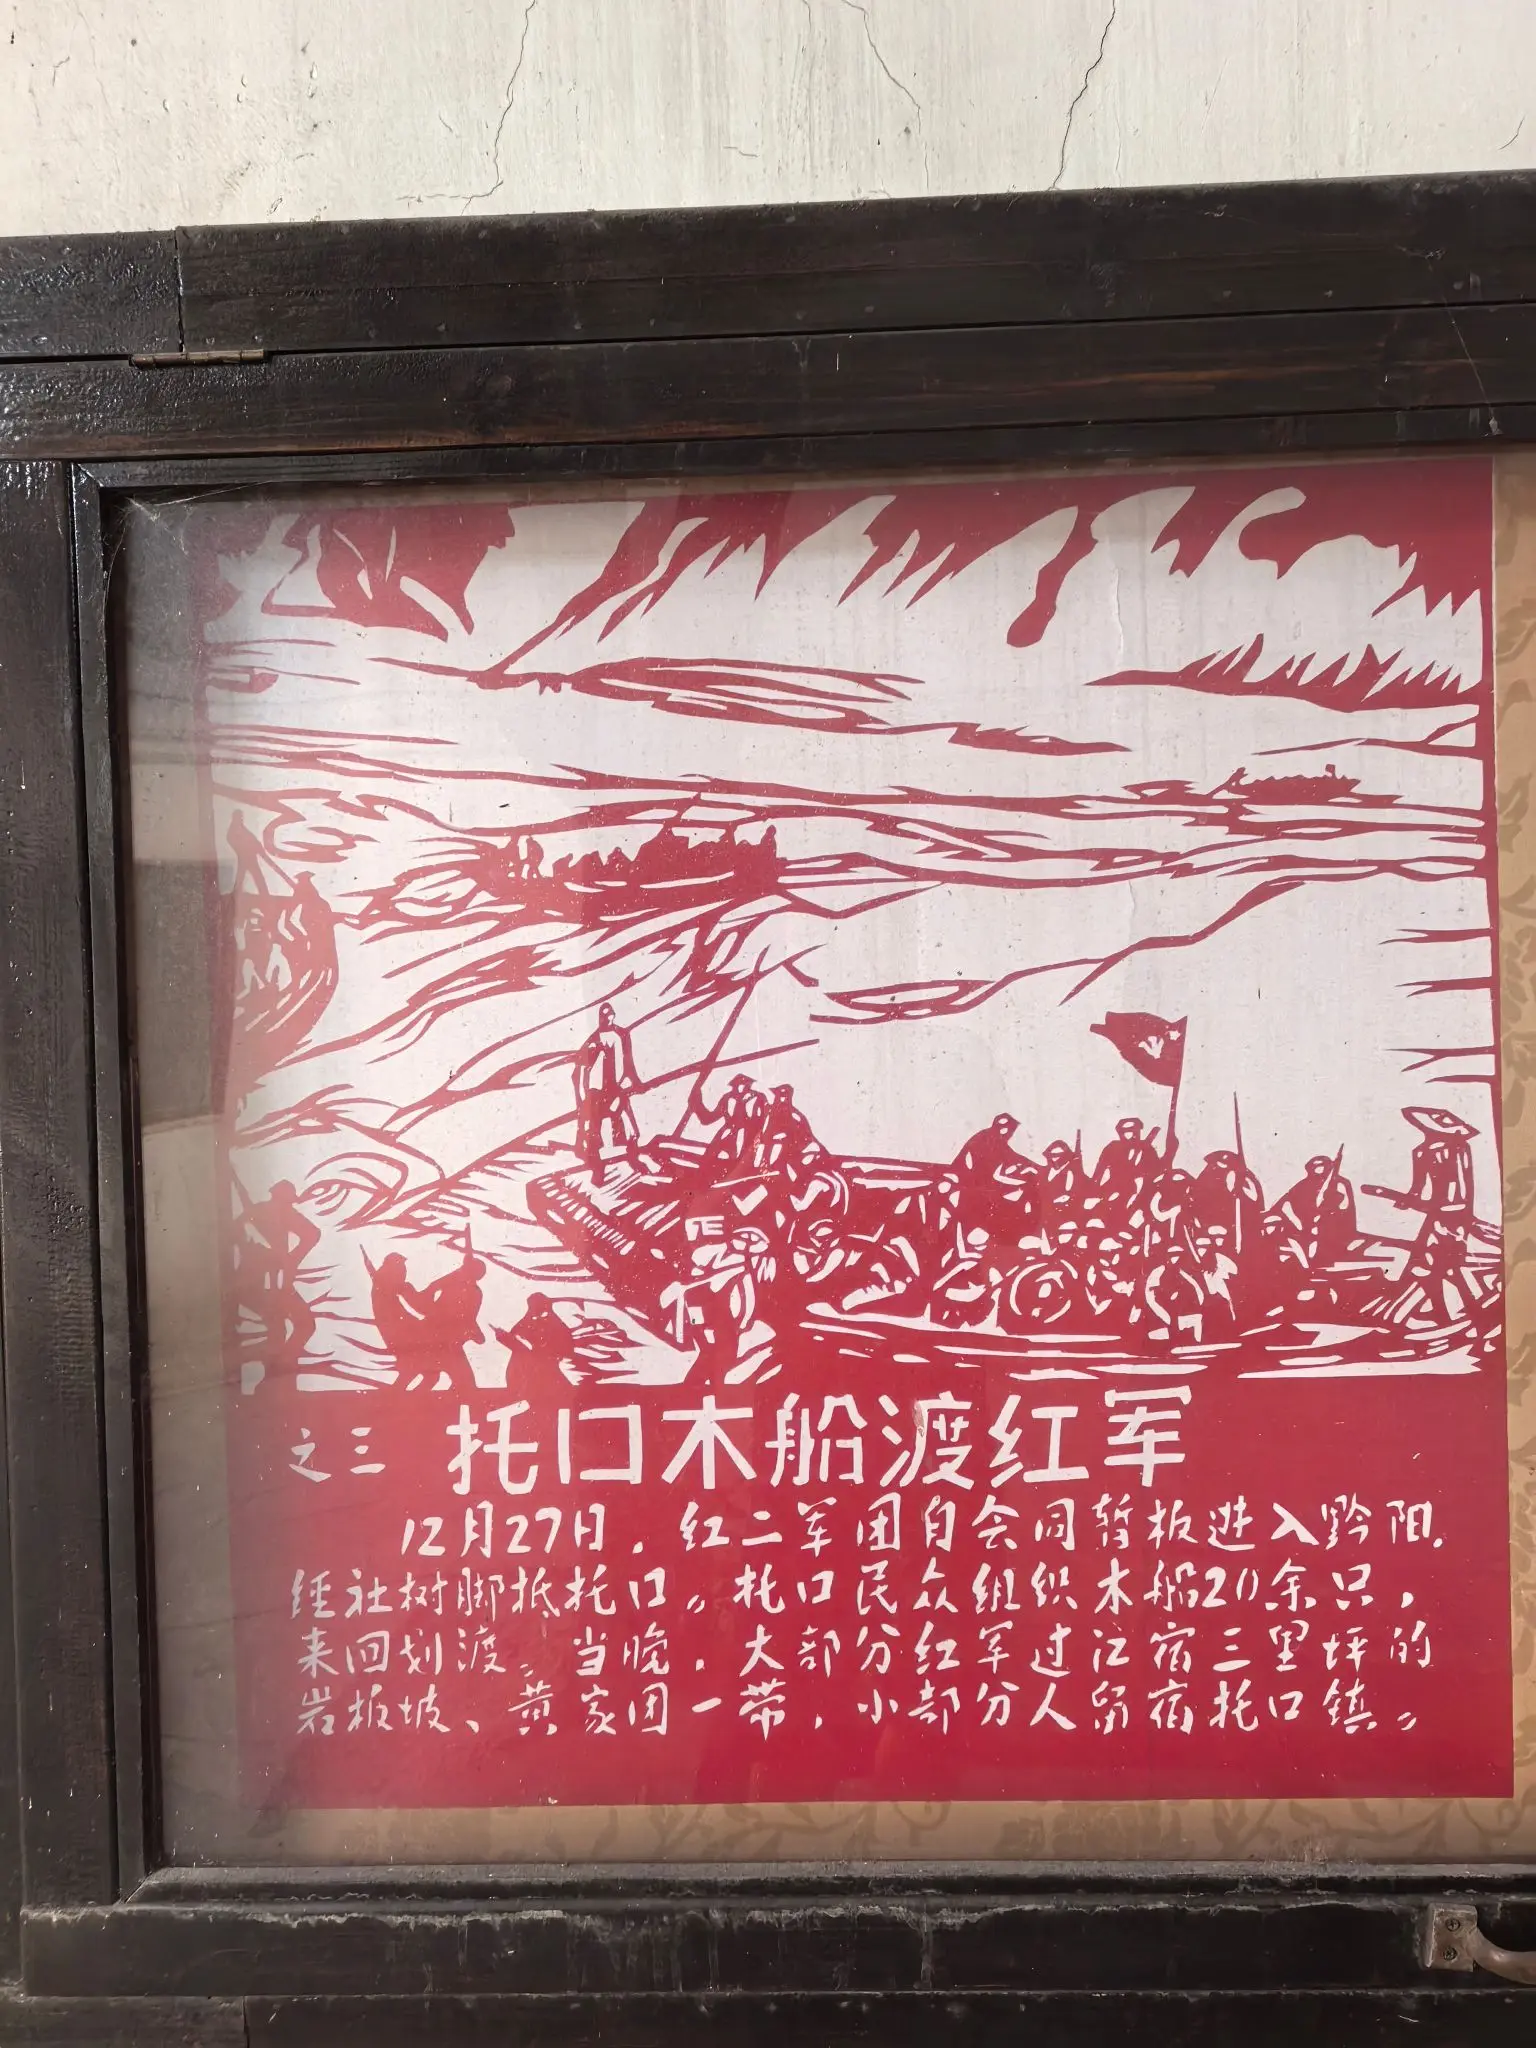 之三 托口木船渡红军
12月27日，红二军团自会同暂板进入黔阳，
经社树脚抵托口。托口民众组织木船20余只，
来回划渡。当晚，大部分红军过江宿三里坪的
岩板坡、黄家团一带，小部分人留宿托口镇。